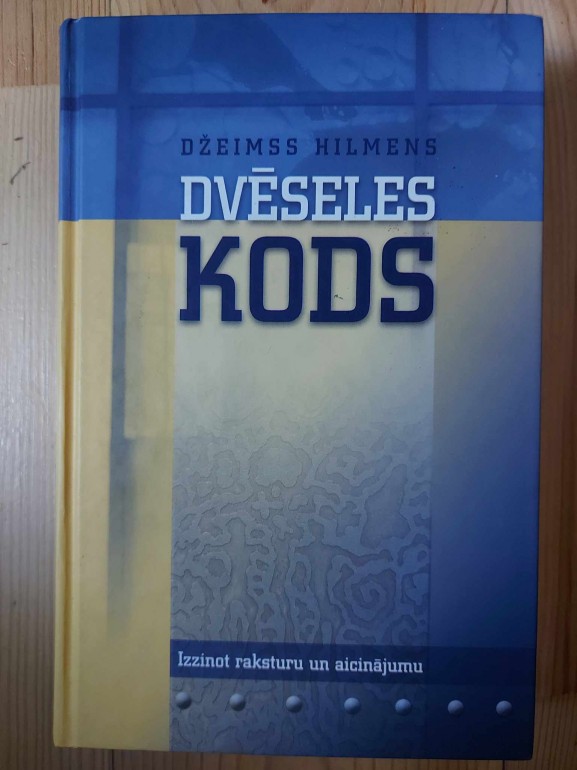 DŽEIMSS HILMENS
DVĒSELES
KODS
Izzinot raksturu un aicinājumu